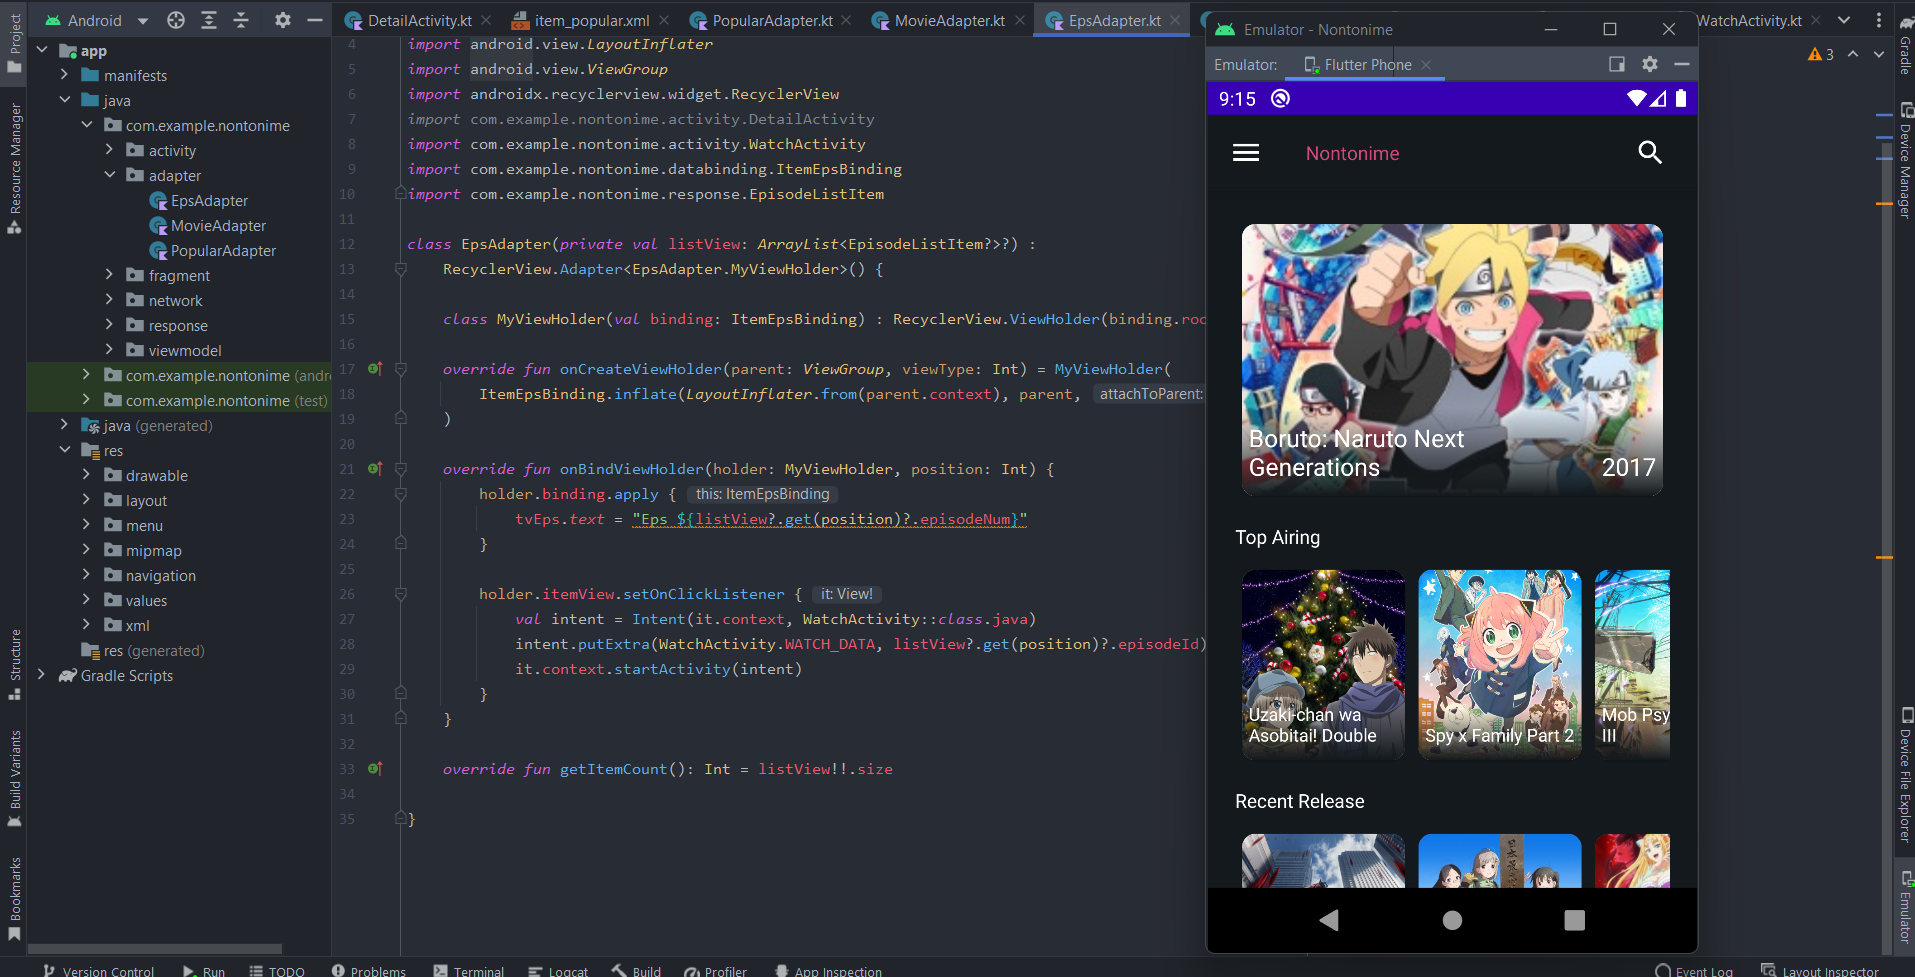 Android
DetailActivity.kt
item_popular.xml
PopularAdapter.kt
MovieAdapter.kt
EpsAdapter.kt
WatchActivity.kt
Project
Resource Manager
Structure
Build Variants
Bookmarks
app
manifests
java
com.example.nontonime
activity
adapter
EpsAdapter
MovieAdapter
PopularAdapter
fragment
network
response
viewmodel
com.example.nontonime (andr
com.example.nontonime (test)
java (generated)
res
drawable
layout
menu
mipmap
navigation
values
xml
res (generated)
Gradle Scripts
4 import android.view.LayoutInflater
5 import android.view.ViewGroup
6 import androidx.recyclerview.widget.RecyclerView
7 import com.example.nontonime.activity.DetailActivity
8 import com.example.nontonime.activity.WatchActivity
9 import com.example.nontonime.databinding.ItemEpsBinding
10 import com.example.nontonime.response.EpisodeListItem
11
12 class EpsAdapter(private val listView: ArrayList<EpisodeListItem?>?) :
13 RecyclerView.Adapter<EpsAdapter.MyViewHolder>() {
14
15 class MyViewHolder(val binding: ItemEpsBinding) : RecyclerView.ViewHolder(binding.roo
16
17 override fun onCreateViewHolder(parent: ViewGroup, viewType: Int) = MyViewHolder(
18 ItemEpsBinding.inflate(LayoutInflater.from(parent.context), parent, attachToParent:
19 )
20
21 override fun onBindViewHolder(holder: MyViewHolder, position: Int) {
22 holder.binding.apply { this: ItemEpsBinding
23 tvEps.text = "Eps ${listView?.get(position)?.episodeNum}"
24 }
25
26 holder.itemView.setOnClickListener { it: View!
27 val intent = Intent(it.context, WatchActivity::class.java)
28 intent.putExtra(WatchActivity.WATCH_DATA, listView?.get(position)?.episodeId)
29 it.context.startActivity(intent)
30 }
31 }
32
33 override fun getItemCount(): Int = listView!!.size
34
35 }
3
Emulator - Nontonime
Emulator:
Flutter Phone
9:15
Nontonime
Boruto: Naruto Next
Generations
2017
Top Airing
Uzaki-chan wa
Asobitai! Double
Spy x Family Part 2
Mob Psy
III
Recent Release
Gradle
Device Manager
Device File Explorer
Emulator
Version Control
Run
TODO
Problems
Terminal
Logcat
Build
Profiler
App Inspection
Event Log
Layout Inspector